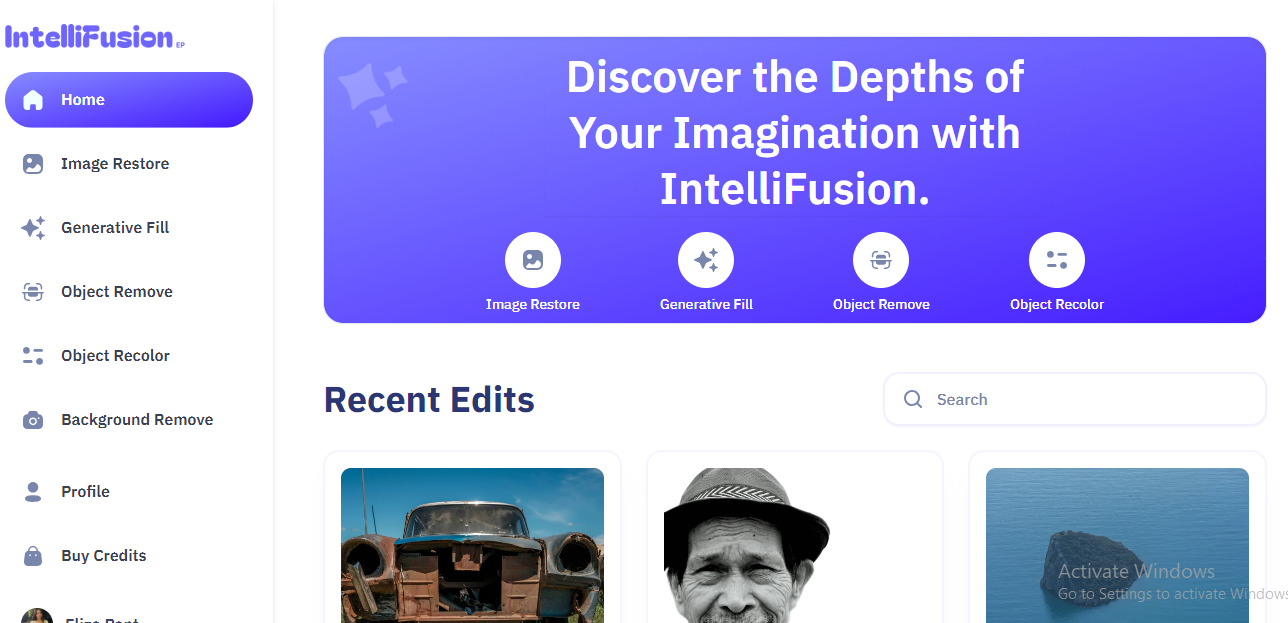 IntelliFusion EP
Home
Image Restore
Generative Fill
Object Remove
Object Recolor
Background Remove
Profile
Buy Credits
Discover the Depths of
Your Imagination with
IntelliFusion.
Image Restore
Generative Fill
Object Remove
Object Recolor
Recent Edits
Search
Activate Windows
Go to Settings to activate Windows